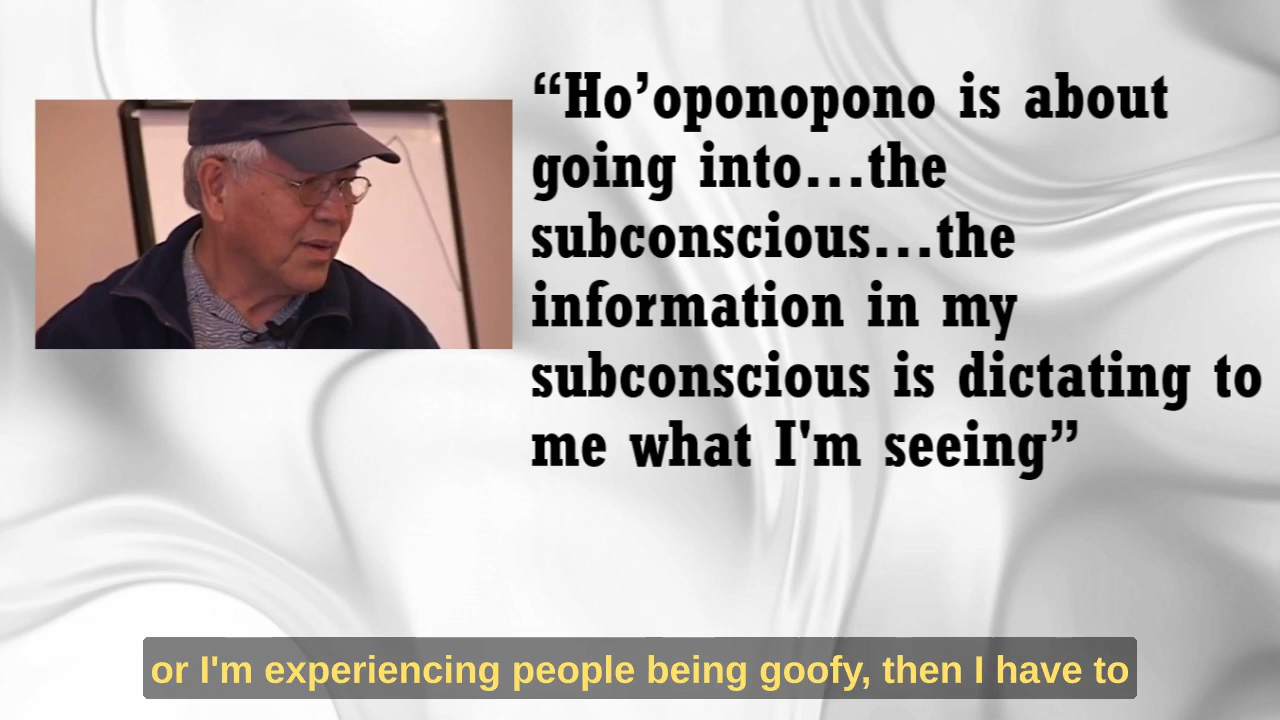 “Ho’oponopono is about
going into...the
subconscious...the
information in my
subconscious is dictating to
me what I'm seeing”
or I'm experiencing people being goofy, then I have to